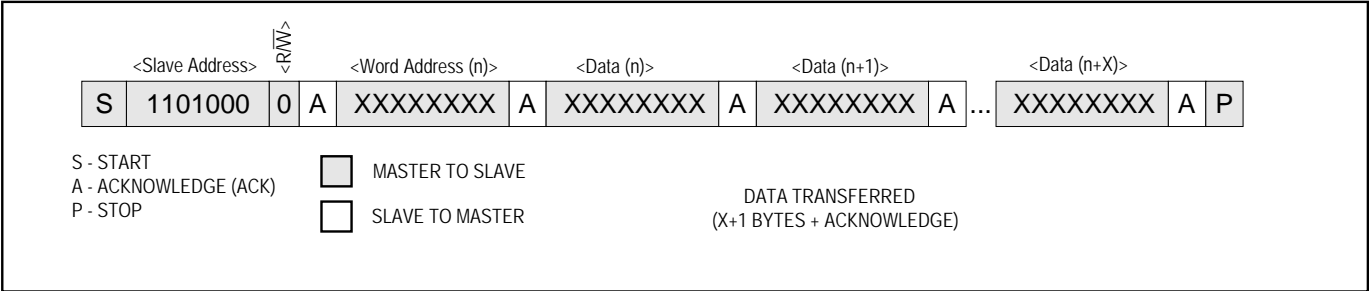 <Slave Address> <R/W̅> <Word Address (n)> <Data (n)> <Data (n+1)> <Data (n+X)>
S 1101000 0 A XXXXXXXX A XXXXXXXX A XXXXXXXX A ... XXXXXXXX A P
S - START
A - ACKNOWLEDGE (ACK)
P - STOP
MASTER TO SLAVE
SLAVE TO MASTER
DATA TRANSFERRED
(X+1 BYTES + ACKNOWLEDGE)